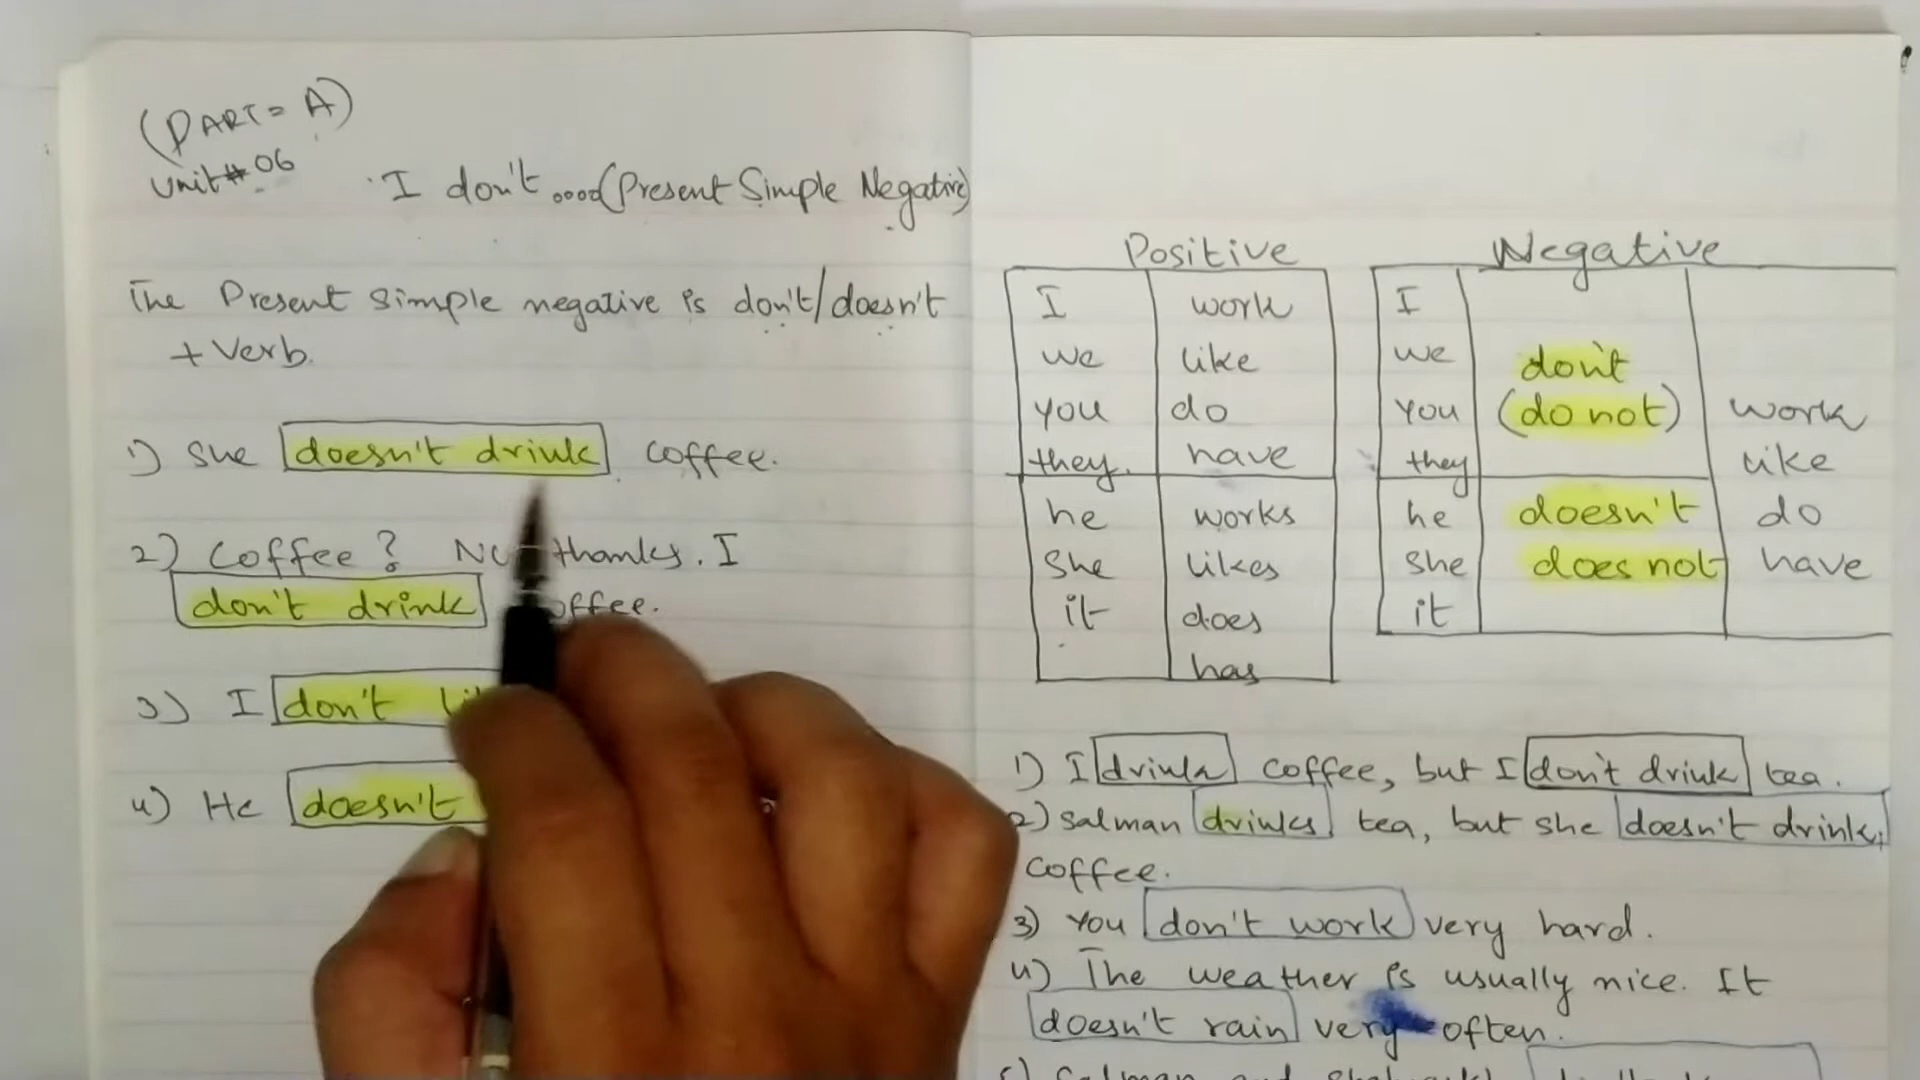 (PART= A)
Unit# 06
I don't ....(Present Simple Negative)
The Present Simple negative is don't/doesn't
+ Verb.
1) She doesn't drink coffee.
2) Coffee? No thanks. I
don't drink coffee.
3) I don't
4) He doesn't
Positive
I work
we like
you do
they. have
he works
She likes
it does
has
Negative
I
we don't
You (do not) work
they like
he doesn't do
She does not have
it
1) I drink coffee, but I don't drink tea.
2) Salman drinks tea, but she doesn't drink
coffee.
3) You don't work very hard.
4) The weather is usually nice. It
doesn't rain very often.
5) Salman and